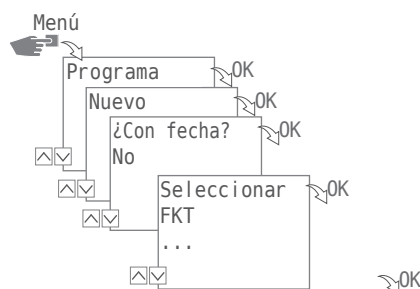 Menú
Programa OK
Nuevo OK
¿Con fecha? OK
No
Seleccionar OK
FKT
...
OK